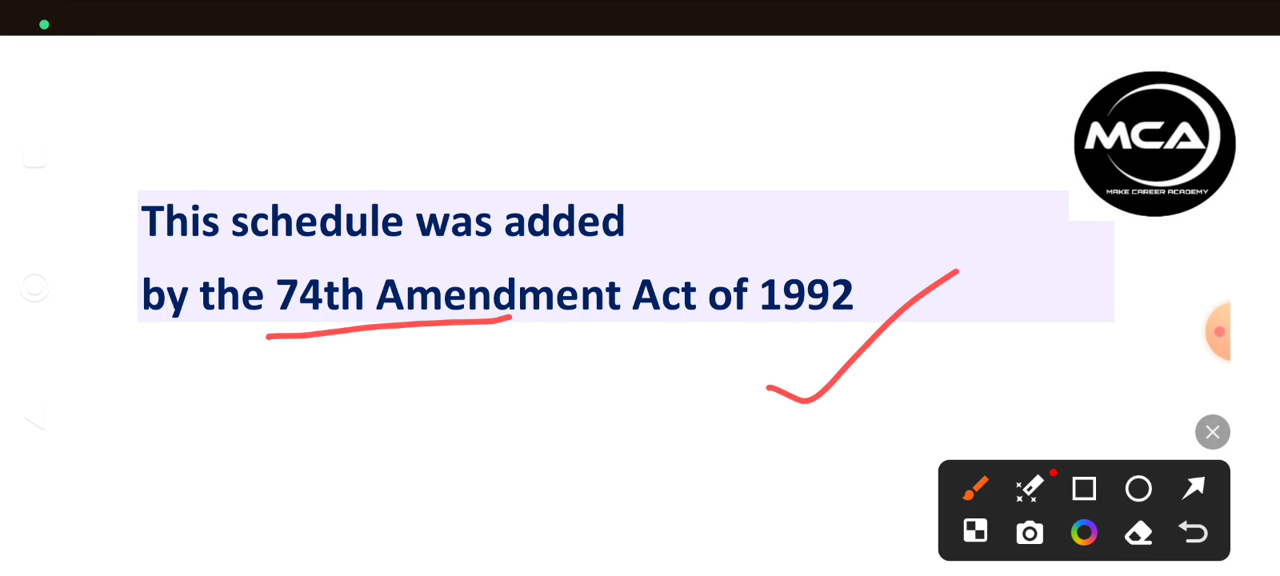 MCA
MAKE CAREER ACADEMY
This schedule was added
by the 74th Amendment Act of 1992